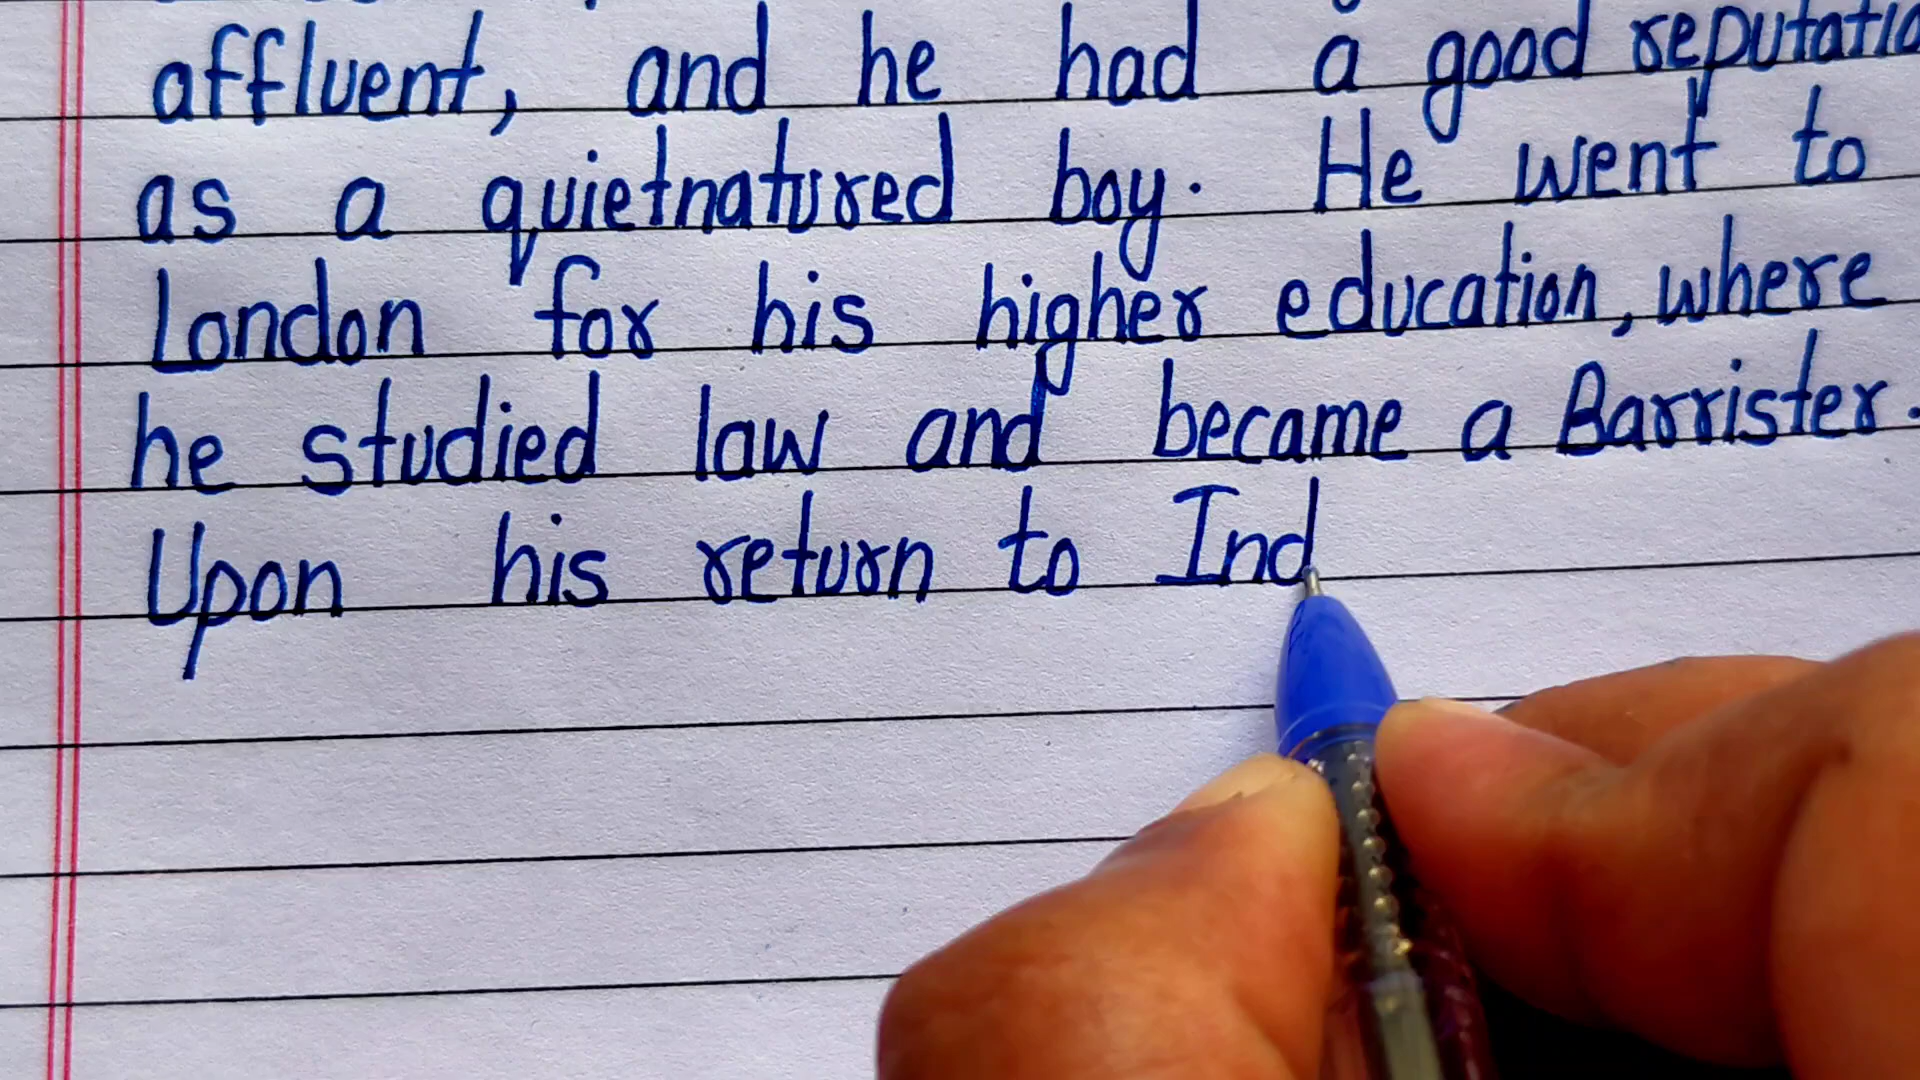 affluent, and he had a good reputatio
as a quietnatured boy. He went to
London for his higher education, where
he studied law and became a Barrister.
Upon his return to Ind